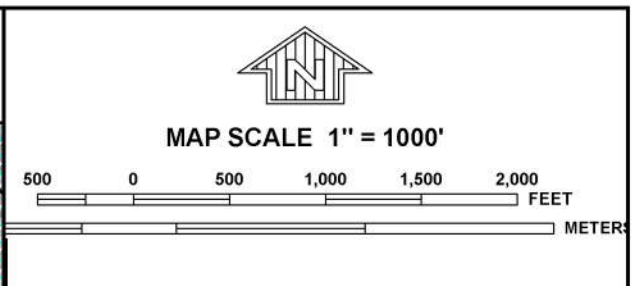 N
MAP SCALE 1" = 1000'
500 0 500 1,000 1,500 2,000
FEET
METERS